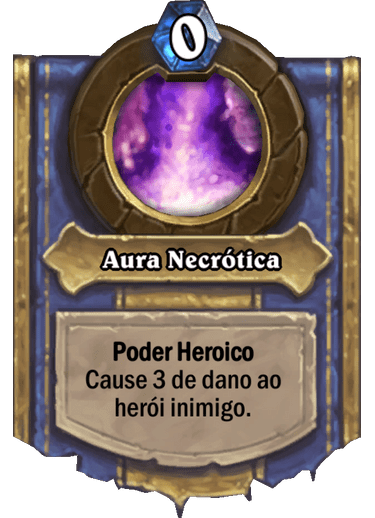 0
Aura Necrótica
Poder Heroico
Cause 3 de dano ao
herói inimigo.